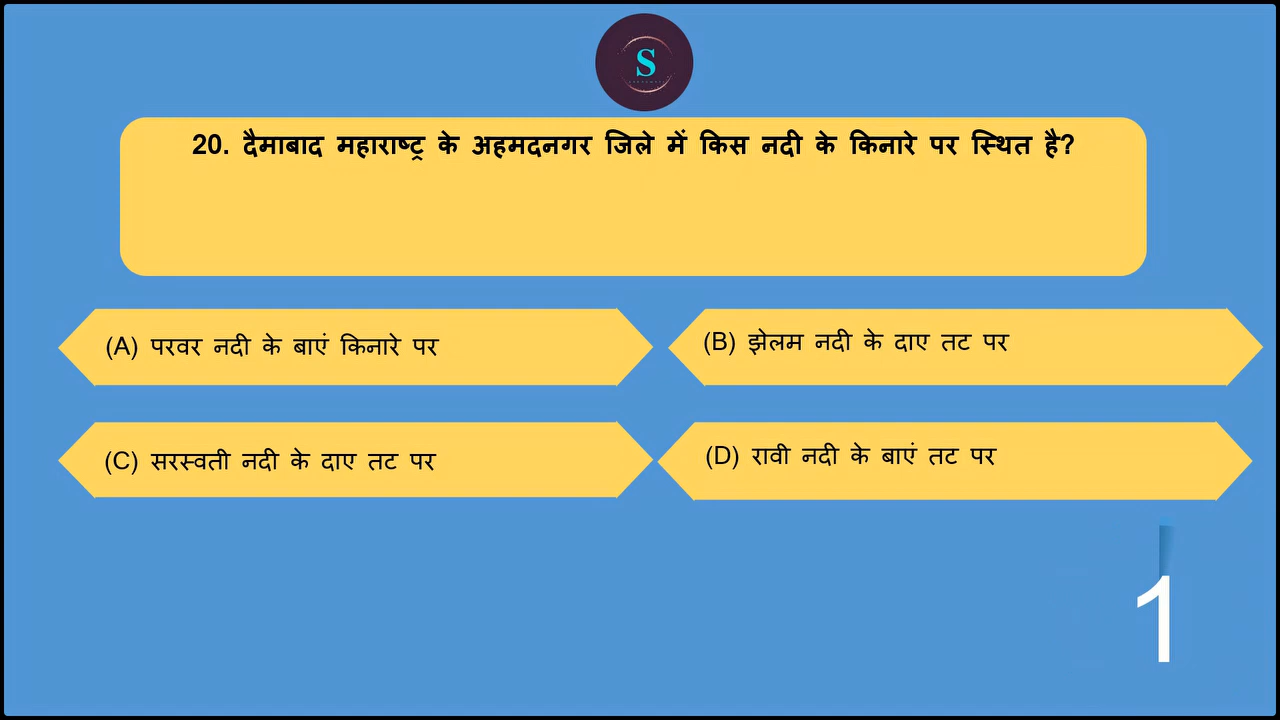 S
20. दैमाबाद महाराष्ट्र के अहमदनगर जिले में किस नदी के किनारे पर स्थित है?
(A) परवर नदी के बाएं किनारे पर
(B) झेलम नदी के दाए तट पर
(C) सरस्वती नदी के दाए तट पर
(D) रावी नदी के बाएं तट पर
1